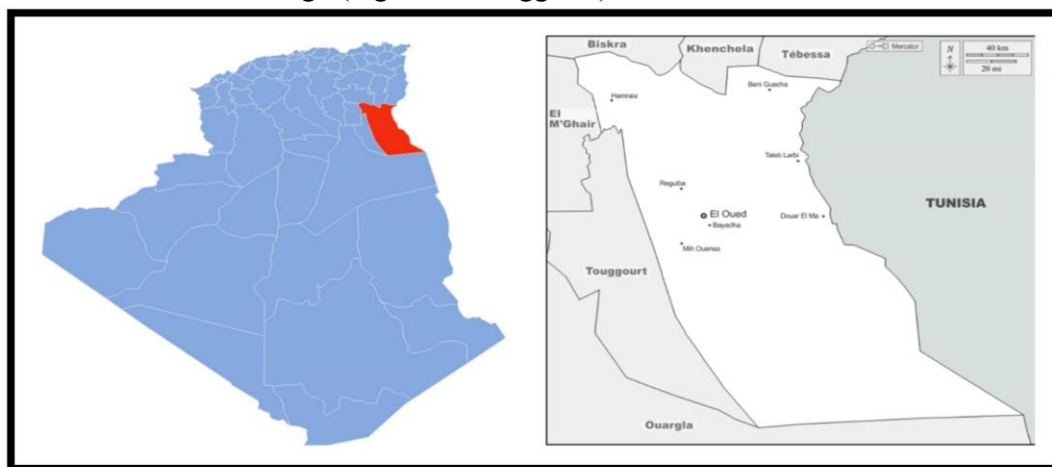 Biskra
Khenchela
Tébessa
Mercator
N
40 km
20 mi
Beni Guecha
Hamraia
El
M'Ghair
Taleb Larbi
Reguiba
TUNISIA
El Oued
Douar El Ma
Bayadha
Mih Ouensa
Touggourt
Ouargla